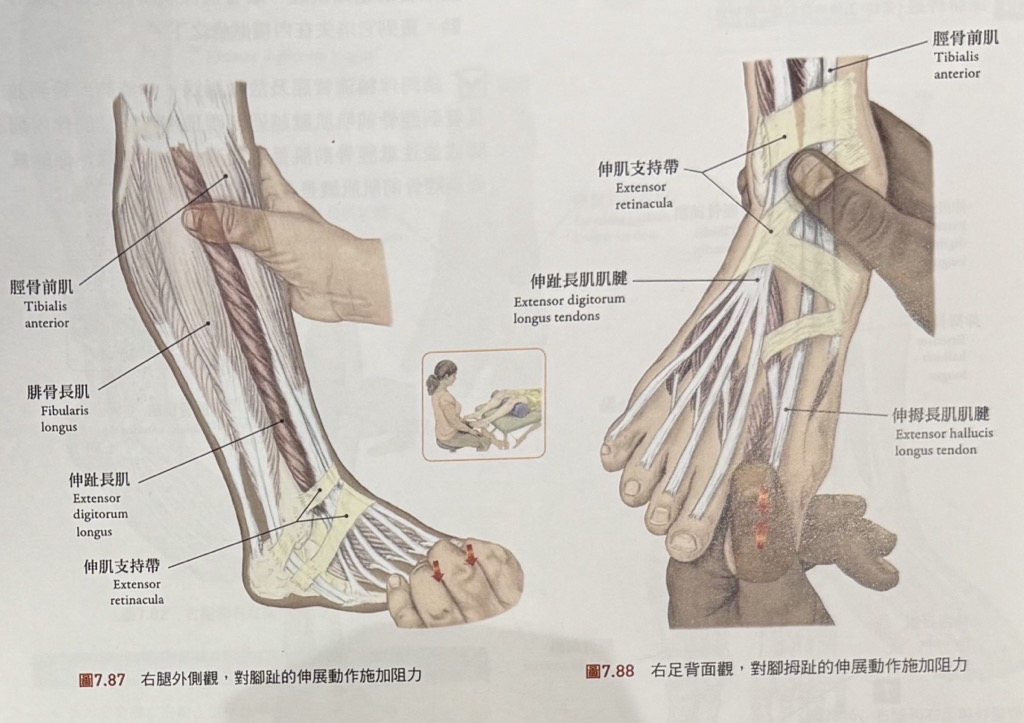 脛骨前肌
Tibialis
anterior
腓骨長肌
Fibularis
longus
伸趾長肌
Extensor
digitorum
longus
伸肌支持帶
Extensor
retinacula
圖7.87 右腿外側觀，對腳趾的伸展動作施加阻力
脛骨前肌
Tibialis
anterior
伸肌支持帶
Extensor
retinacula
伸趾長肌肌腱
Extensor digitorum
longus tendons
伸拇長肌肌腱
Extensor hallucis
longus tendon
圖7.88 右足背面觀，對腳拇趾的伸展動作施加阻力